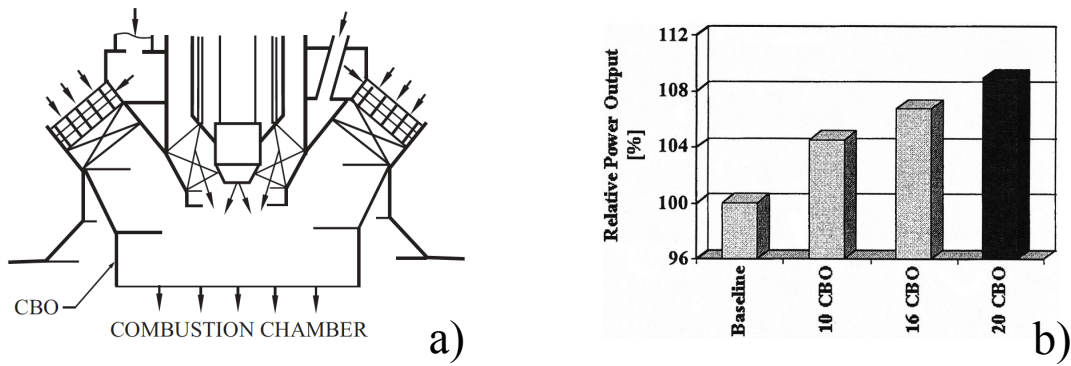 CBO
COMBUSTION CHAMBER
a)
Relative Power Output
[%]
112
108
104
100
96
Baseline
10 CBO
16 CBO
20 CBO
b)